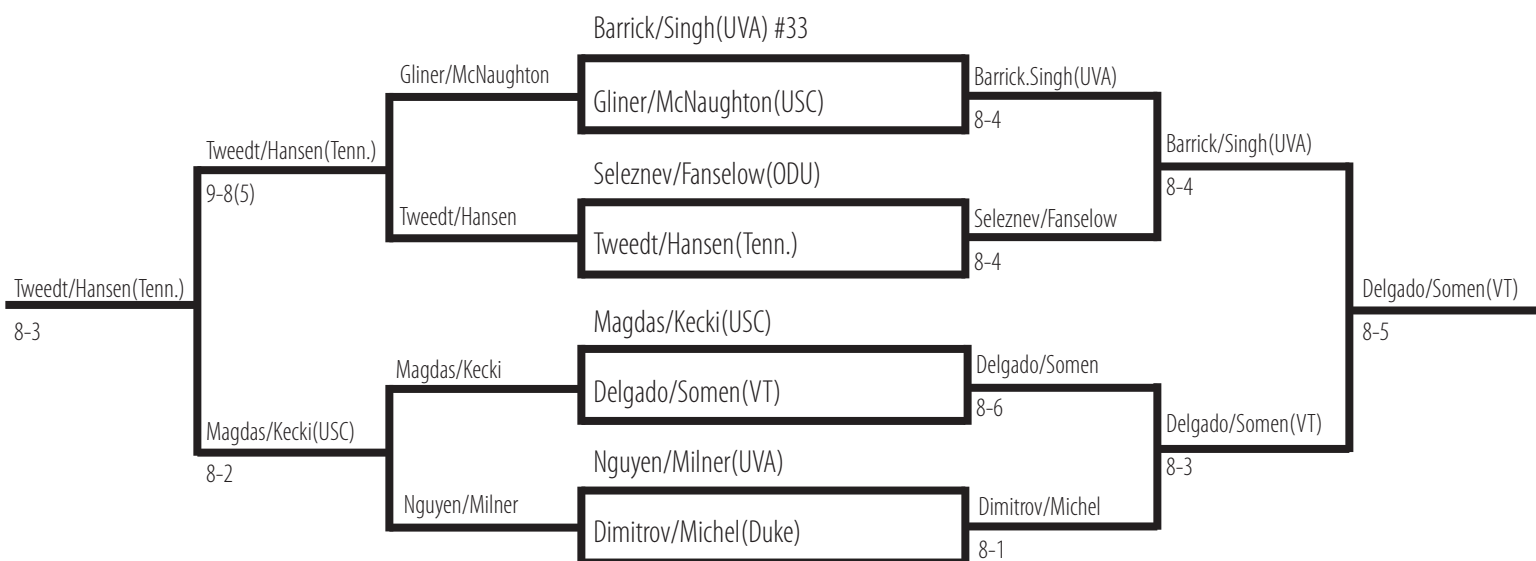 Barrick/Singh(UVA) #33
Gliner/McNaughton
Gliner/McNaughton(USC)
Barrick.Singh(UVA)
8-4
Tweedt/Hansen(Tenn.)
9-8(5)
Seleznev/Fanselow(ODU)
Barrick/Singh(UVA)
8-4
Tweedt/Hansen
Tweedt/Hansen(Tenn.)
Seleznev/Fanselow
8-4
Tweedt/Hansen(Tenn.)
8-3
Delgado/Somen(VT)
8-5
Magdas/Kecki(USC)
Magdas/Kecki
Delgado/Somen(VT)
Delgado/Somen
8-6
Magdas/Kecki(USC)
8-2
Nguyen/Milner(UVA)
Delgado/Somen(VT)
8-3
Nguyen/Milner
Dimitrov/Michel(Duke)
Dimitrov/Michel
8-1